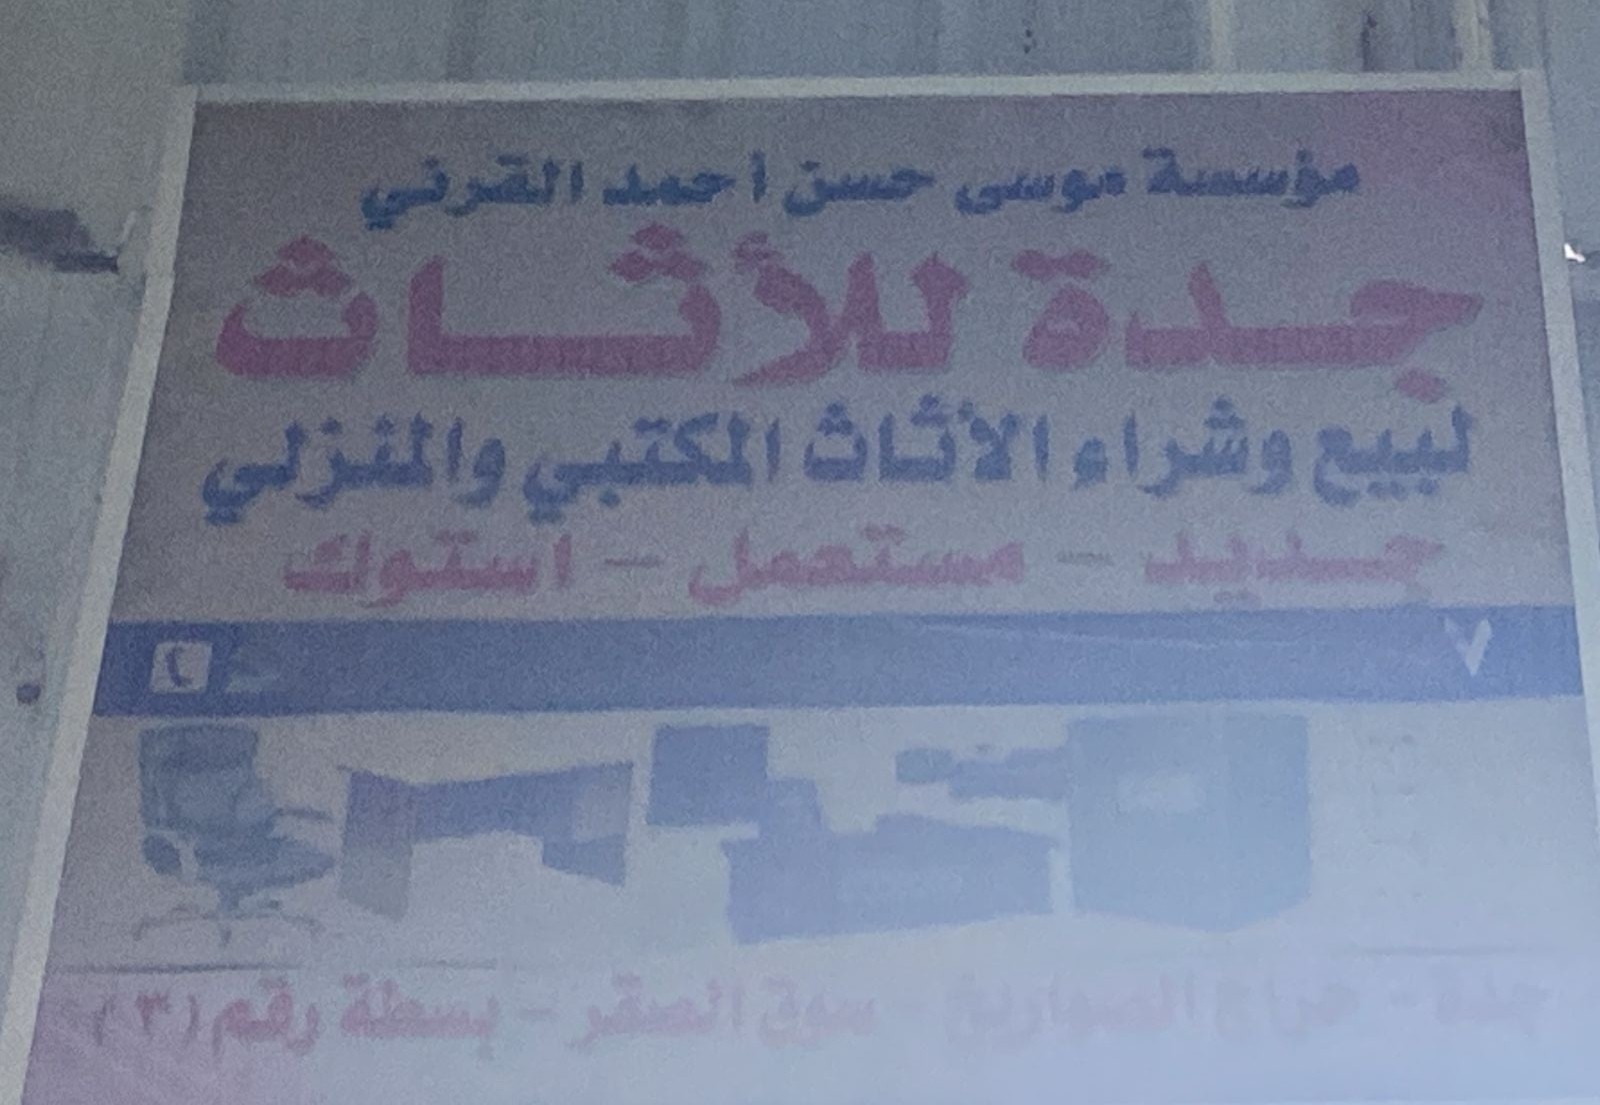 مؤسسة موسى حسن أحمد القرني
جدة للأثاث
لبيع وشراء الأثاث المكتبي والمنزلي
جديد - مستعمل - استوك
٧
جدة - حراج الصواريخ - سوق الصقر - بسطة رقم (٣)